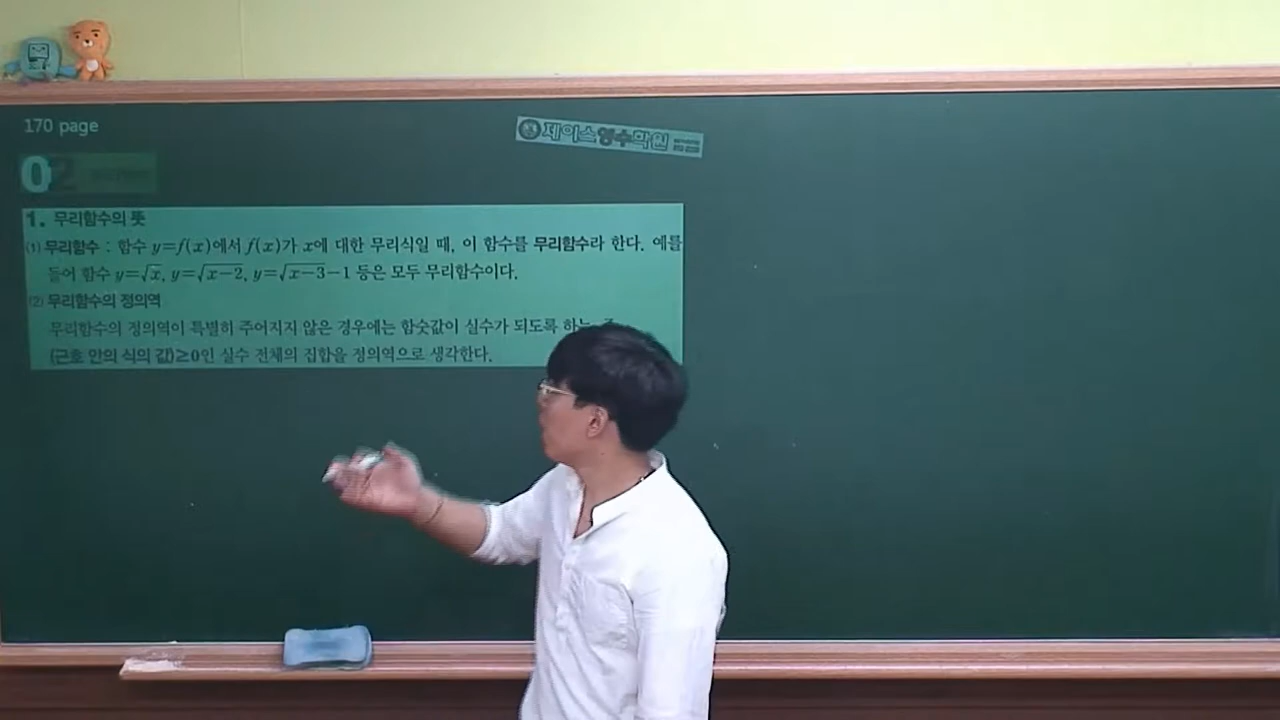 170 page
제이스영수학원
02
1. 무리함수의 뜻
(1) 무리함수 : 함수 y=f(x)에서 f(x)가 x에 대한 무리식일 때, 이 함수를 무리함수라 한다. 예를
들어 함수 y=√x, y=√(x-2), y=√(x-3)-1 등은 모두 무리함수이다.
(2) 무리함수의 정의역
무리함수의 정의역이 특별히 주어지지 않은 경우에는 함숫값이 실수가 되도록 하는
(근호 안의 식의 값)≥0인 실수 전체의 집합을 정의역으로 생각한다.